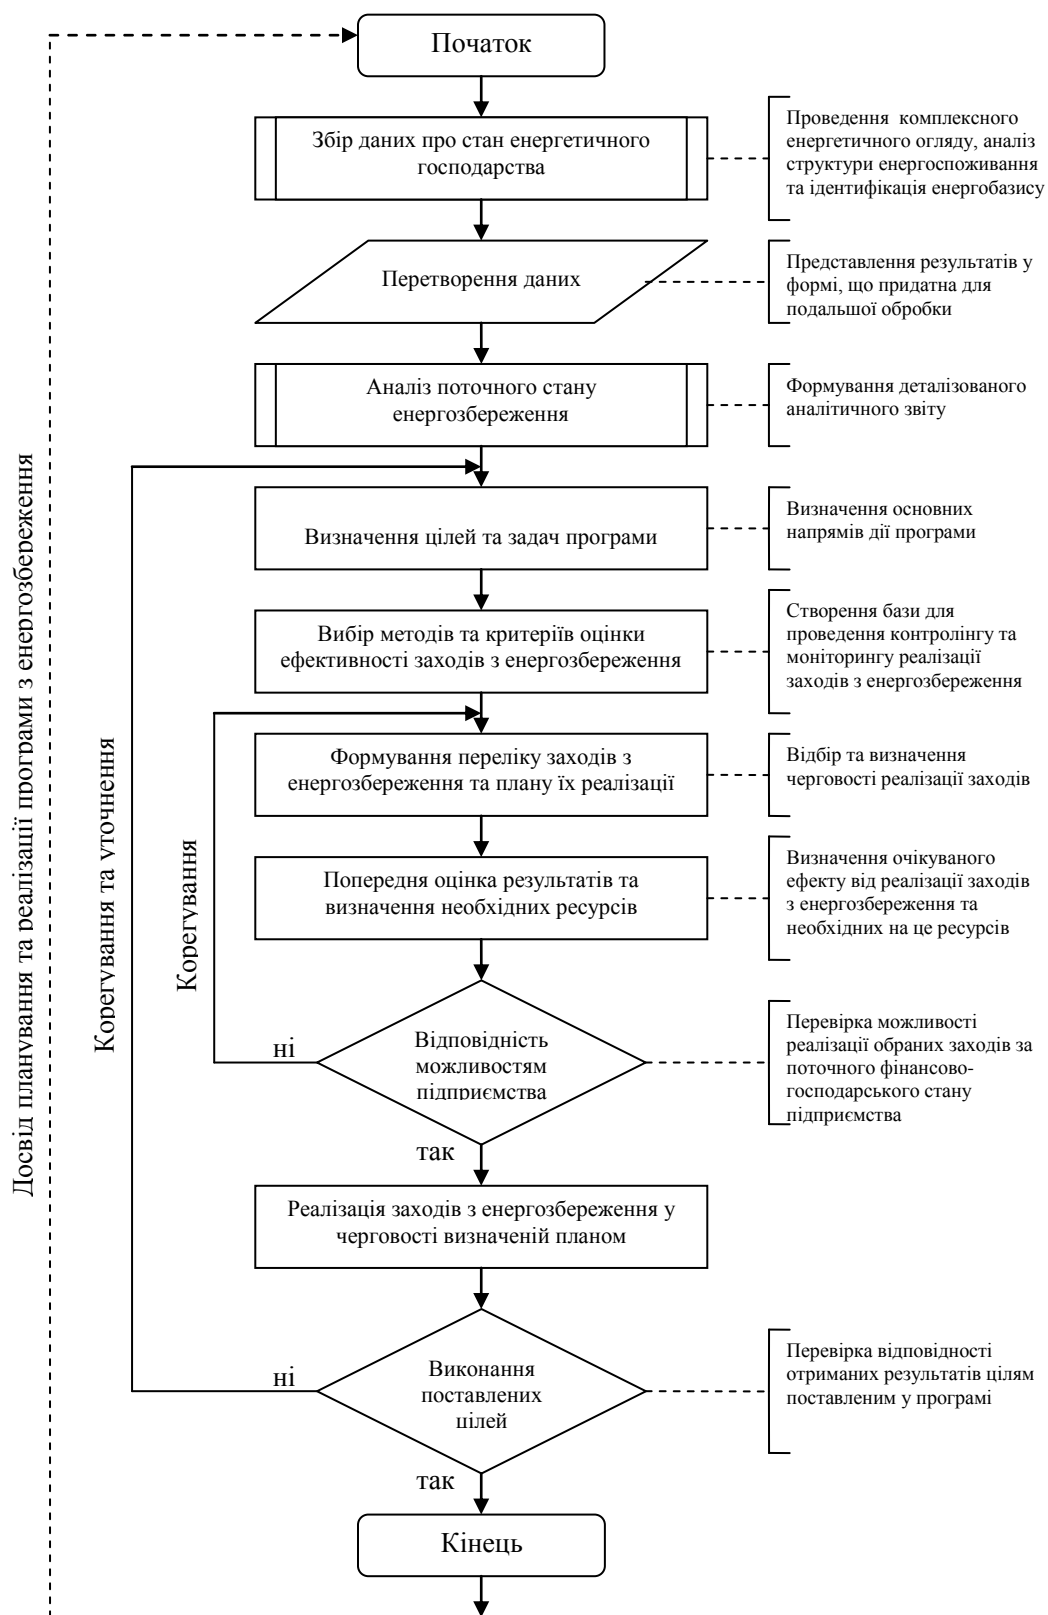 Початок
Збір даних про стан енергетичного
господарства
Проведення комплексного
енергетичного огляду, аналіз
структури енергоспоживання
та ідентифікація енергобазису
Перетворення даних
Представлення результатів у
формі, що придатна для
подальшої обробки
Аналіз поточного стану
енергозбереження
Формування деталізованого
аналітичного звіту
Визначення цілей та задач програми
Визначення основних
напрямів дії програми
Вибір методів та критеріїв оцінки
ефективності заходів з енергозбереження
Створення бази для
проведення контролінгу та
моніторингу реалізації
заходів з енергозбереження
Формування переліку заходів з
енергозбереження та плану їх реалізації
Відбір та визначення
черговості реалізації заходів
Попередня оцінка результатів та
визначення необхідних ресурсів
Визначення очікуваного
ефекту від реалізації заходів
з енергозбереження та
необхідних на це ресурсів
Відповідність
можливостям
підприємства
ні
так
Перевірка можливості
реалізації обраних заходів за
поточного фінансово-
господарського стану
підприємства
Реалізація заходів з енергозбереження у
черговості визначеній планом
Виконання
поставлених
цілей
ні
так
Перевірка відповідності
отриманих результатів цілям
поставленим у програмі
Кінець
Корегування
Корегування та уточнення
Досвід планування та реалізації програми з енергозбереження